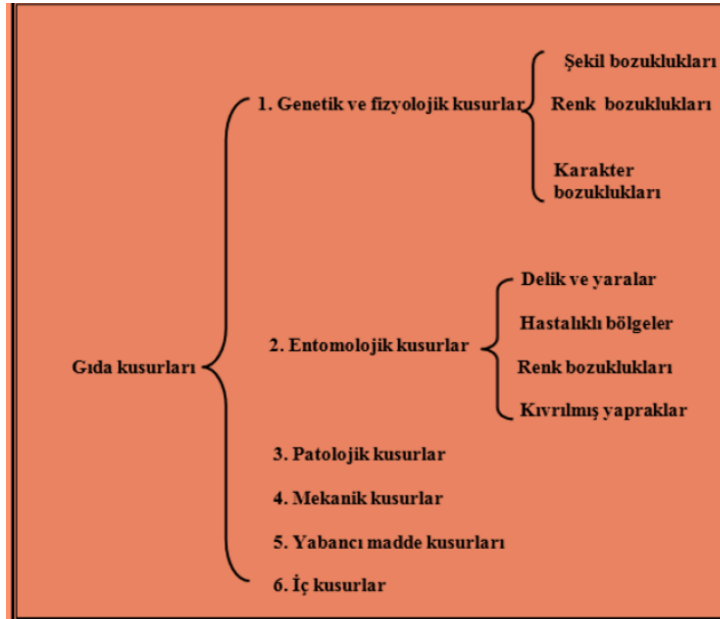 Gıda kusurları
1. Genetik ve fizyolojik kusurlar
Şekil bozuklukları
Renk bozuklukları
Karakter
bozuklukları
2. Entomolojik kusurlar
Delik ve yaralar
Hastalıklı bölgeler
Renk bozuklukları
Kıvrılmış yapraklar
3. Patolojik kusurlar
4. Mekanik kusurlar
5. Yabancı madde kusurları
6. İç kusurlar